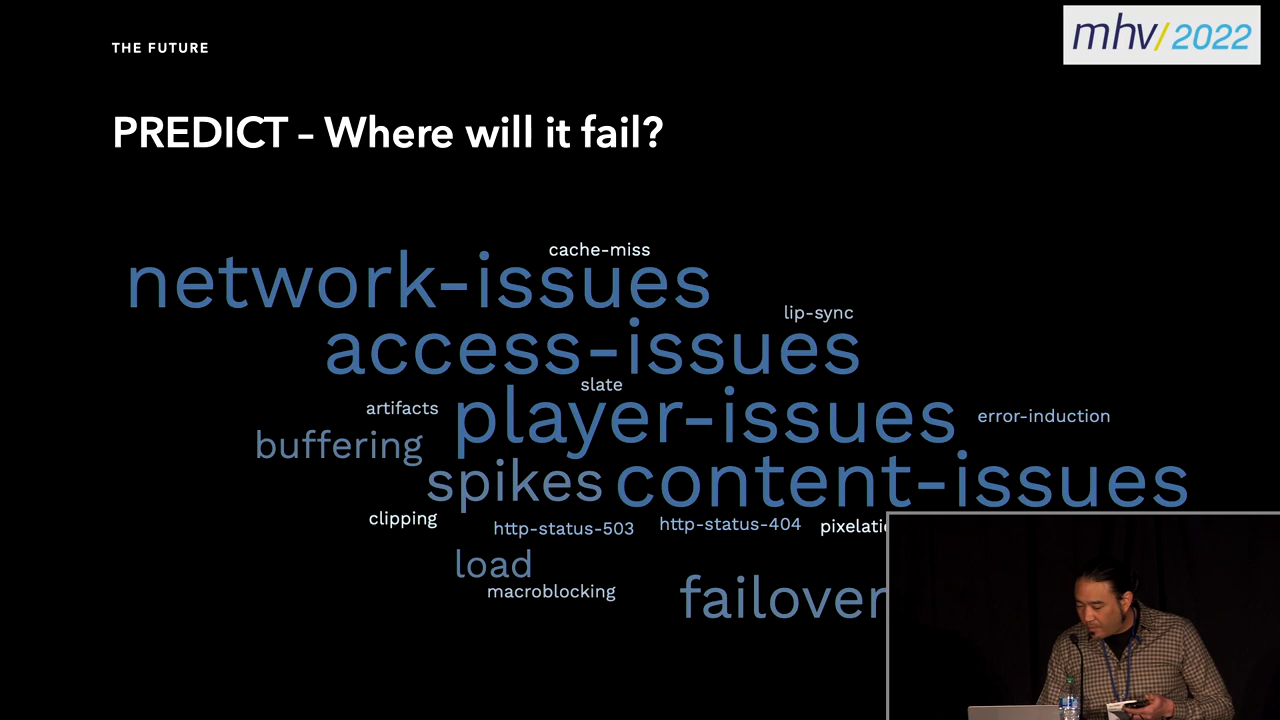 THE FUTURE
mhv/2022
PREDICT – Where will it fail?
cache-miss
network-issues
lip-sync
access-issues
slate
artifacts
player-issues
error-induction
buffering
spikes
content-issues
clipping
http-status-503
http-status-404
pixelatio
load
macroblocking
failover